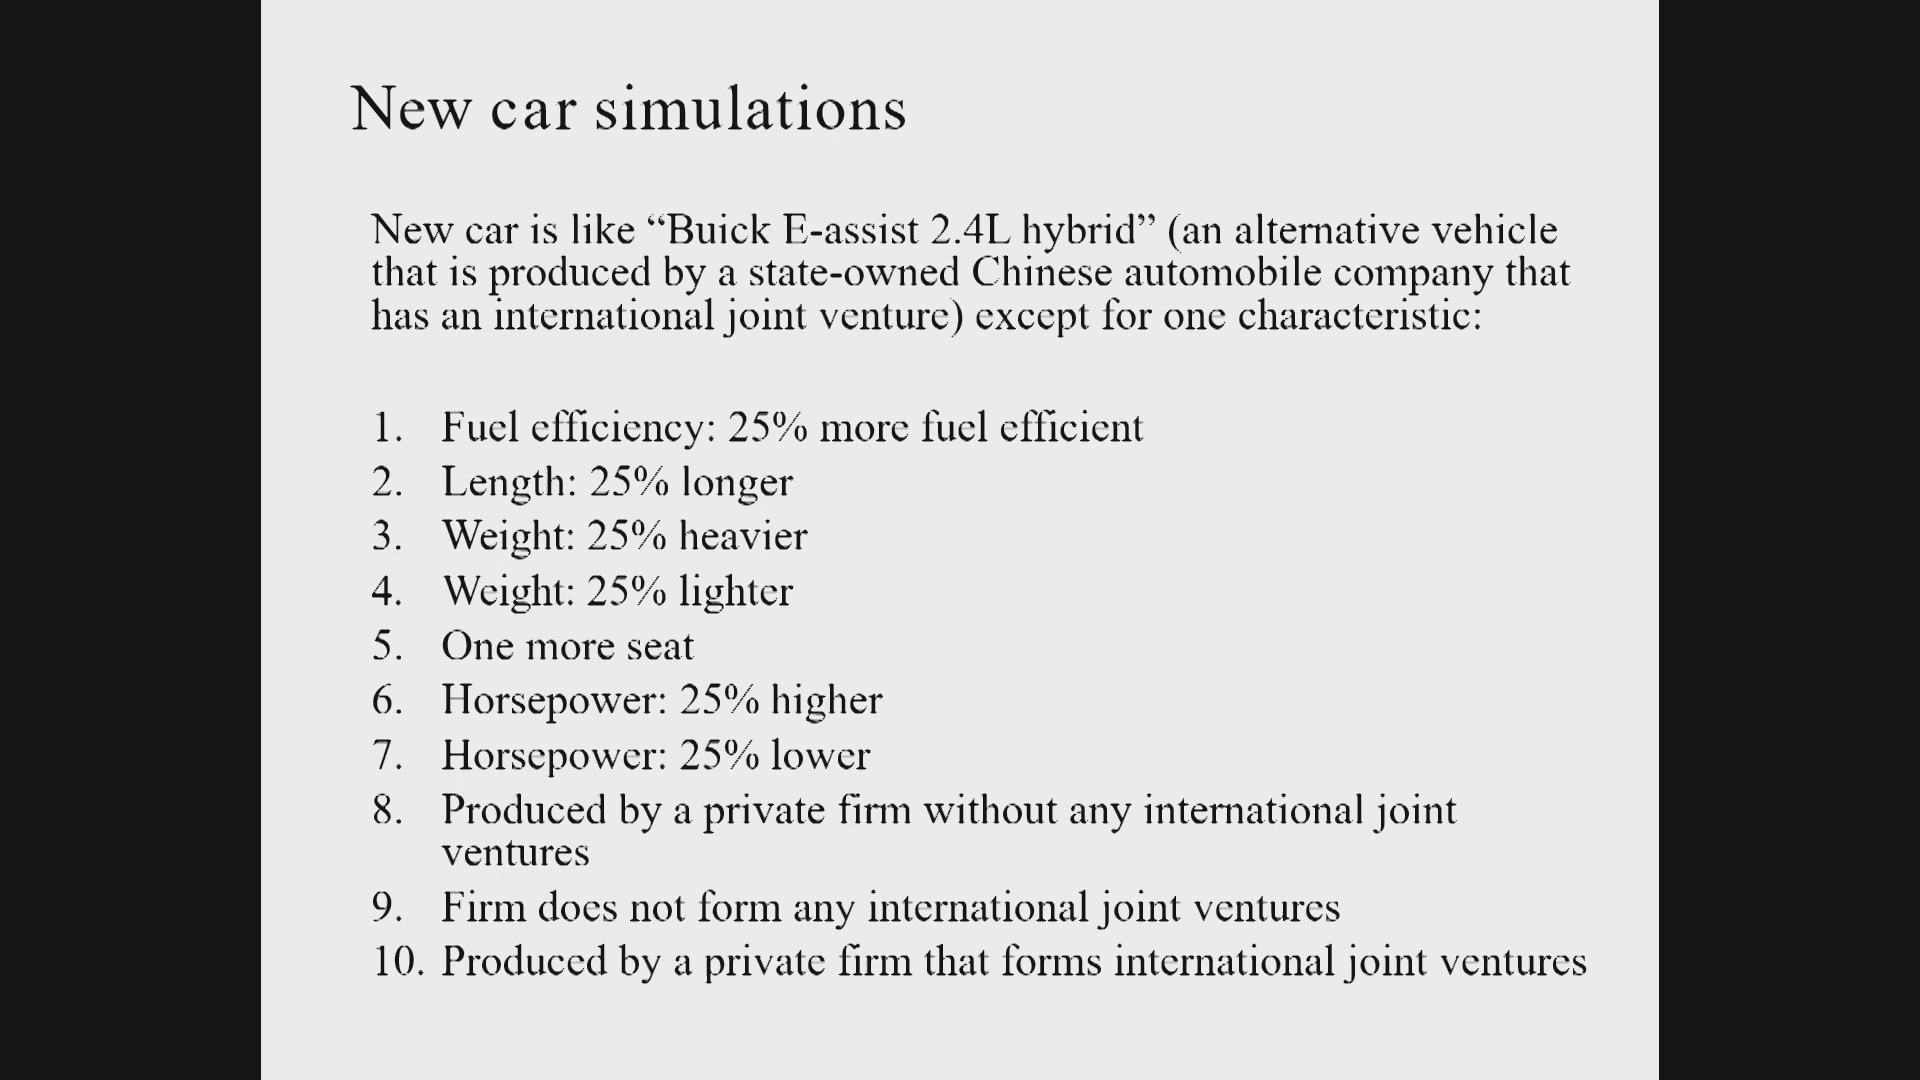 New car simulations
New car is like “Buick E-assist 2.4L hybrid” (an alternative vehicle
that is produced by a state-owned Chinese automobile company that
has an international joint venture) except for one characteristic:
1. Fuel efficiency: 25% more fuel efficient
2. Length: 25% longer
3. Weight: 25% heavier
4. Weight: 25% lighter
5. One more seat
6. Horsepower: 25% higher
7. Horsepower: 25% lower
8. Produced by a private firm without any international joint
ventures
9. Firm does not form any international joint ventures
10. Produced by a private firm that forms international joint ventures